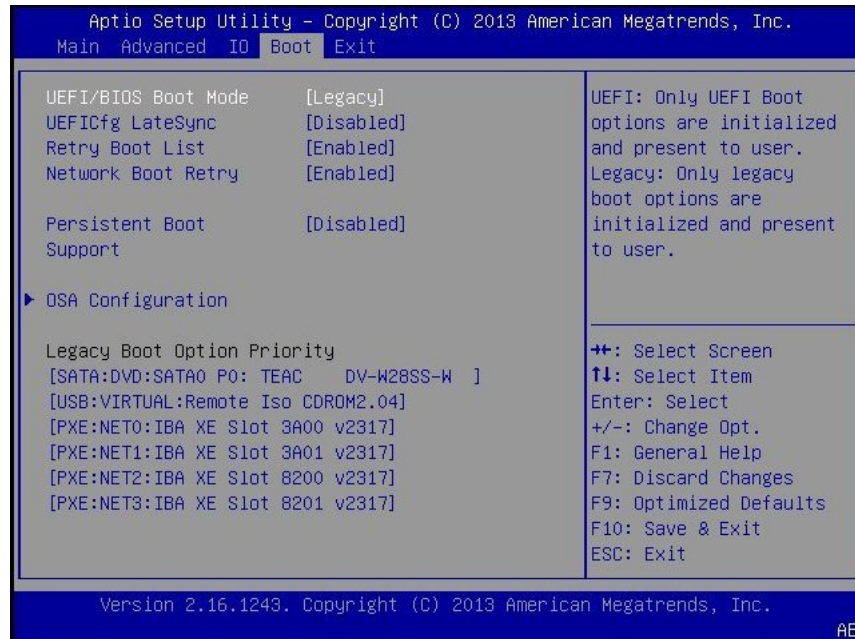 Aptio Setup Utility – Copyright (C) 2013 American Megatrends, Inc.
Main Advanced IO Boot Exit
UEFI/BIOS Boot Mode [Legacy]
UEFICfg LateSync [Disabled]
Retry Boot List [Enabled]
Network Boot Retry [Enabled]
Persistent Boot [Disabled]
Support
OSA Configuration
Legacy Boot Option Priority
[SATA:DVD:SATA0 P0: TEAC DV-W28SS-W ]
[USB:VIRTUAL:Remote Iso CDROM2.04]
[PXE:NET0:IBA XE Slot 3A00 v2317]
[PXE:NET1:IBA XE Slot 3A01 v2317]
[PXE:NET2:IBA XE Slot 8200 v2317]
[PXE:NET3:IBA XE Slot 8201 v2317]
UEFI: Only UEFI Boot
options are initialized
and present to user.
Legacy: Only legacy
boot options are
initialized and present
to user.
→←: Select Screen
↑↓: Select Item
Enter: Select
+/-: Change Opt.
F1: General Help
F7: Discard Changes
F9: Optimized Defaults
F10: Save & Exit
ESC: Exit
Version 2.16.1243. Copyright (C) 2013 American Megatrends, Inc.